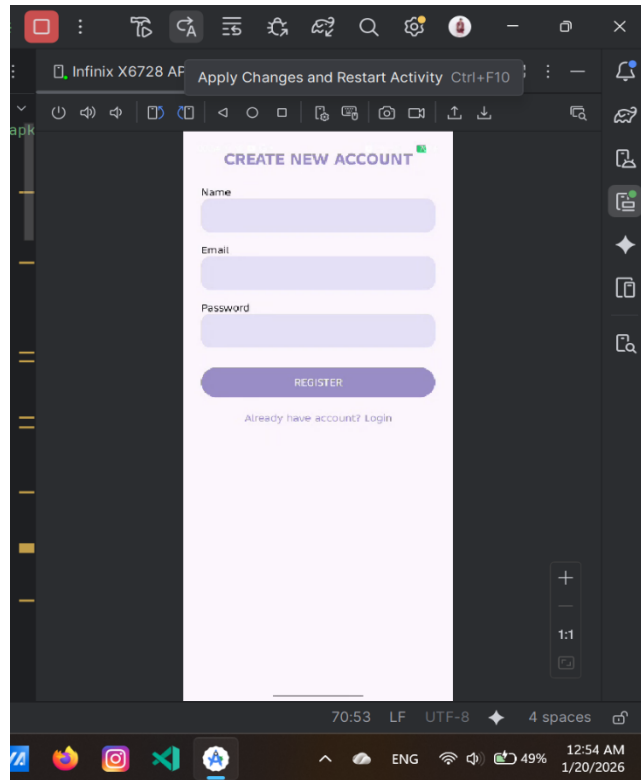 Infinix X6728 AP
Apply Changes and Restart Activity Ctrl+F10
apk
CREATE NEW ACCOUNT
Name
Email
Password
REGISTER
Already have account? Login
1:1
70:53 LF UTF-8 4 spaces
ENG 49% 12:54 AM
1/20/2026